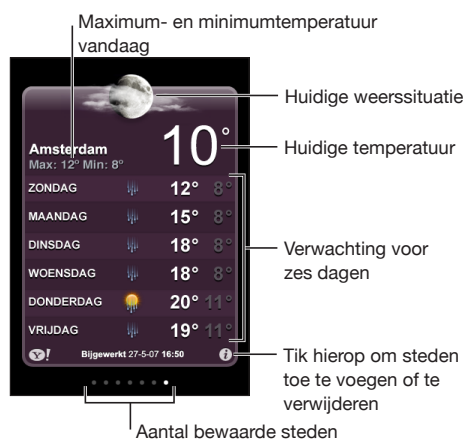 Maximum- en minimumtemperatuur
vandaag
Huidige weerssituatie
Amsterdam
Max: 12° Min: 8°
10°
Huidige temperatuur
ZONDAG 12° 8°
MAANDAG 15° 8°
DINSDAG 18° 8°
WOENSDAG 18° 8°
DONDERDAG 20° 11°
VRIJDAG 19° 11°
Verwachting voor
zes dagen
Y! Bijgewerkt 27-5-07 16:50 i
Tik hierop om steden
toe te voegen of te
verwijderen
Aantal bewaarde steden